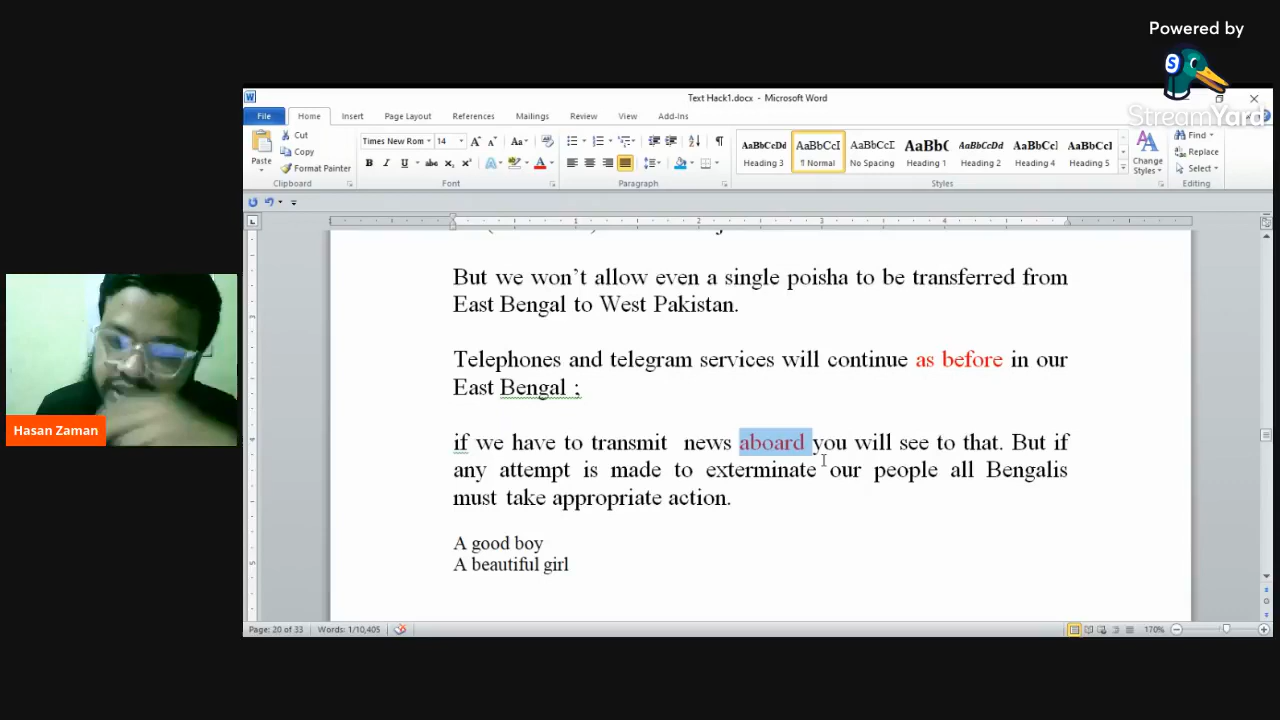 Powered by
StreamYard
Text Hack1.docx - Microsoft Word
File Home Insert Page Layout References Mailings Review View Add-Ins
Paste
Cut
Copy
Format Painter
Clipboard
Times New Rom 14
Font
Paragraph
AaBbCcDd AaBbCcI AaBbCcI AaBbC AaBbCcDd AaBbCcI AaBbCcI
Heading 3 ¶ Normal No Spacing Heading 1 Heading 2 Heading 4 Heading 5
Change Styles
Styles
Find
Replace
Select
Editing
But we won’t allow even a single poisha to be transferred from
East Bengal to West Pakistan.
Telephones and telegram services will continue as before in our
East Bengal ;
if we have to transmit news aboard you will see to that. But if
any attempt is made to exterminate our people all Bengalis
must take appropriate action.
A good boy
A beautiful girl
Hasan Zaman
Page: 20 of 33 Words: 1/10,405 170%